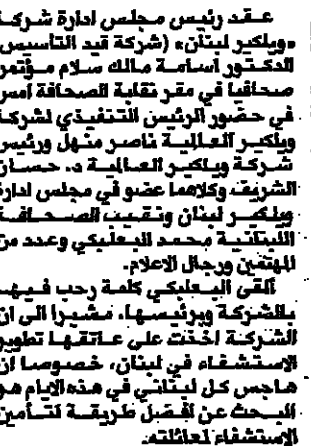 عقد رئيس مجلس ادارة شركة
«ويلكير لبنان» (شركة قيد التأسيس)
الدكتور اسامة مالك سلام مؤتمرا
صحافيا في مقر نقابة الصحافة امس
في حضور الرئيس التنفيذي لشركة
ويلكير العالمية ناصر منهل ورئيس
شركة ويلكير العالمية د. حسان
الشريف وكلاهما عضو في مجلس ادارة
ويلكير لبنان ونقيب الصحافة
اللبنانية محمد البعلبكي وعدد من
المهتمين ورجال الاعلام.
القى البعلبكي كلمة رحب فيها
بالشركة وبرئيسها، مشيرا الى ان
الشركة اخذت على عاتقها تطوير
الاستشفاء في لبنان، خصوصا ان
هاجس كل لبناني في هذه الايام هو
البحث عن افضل طريقة لتأمين
الاستشفاء لعائلته.